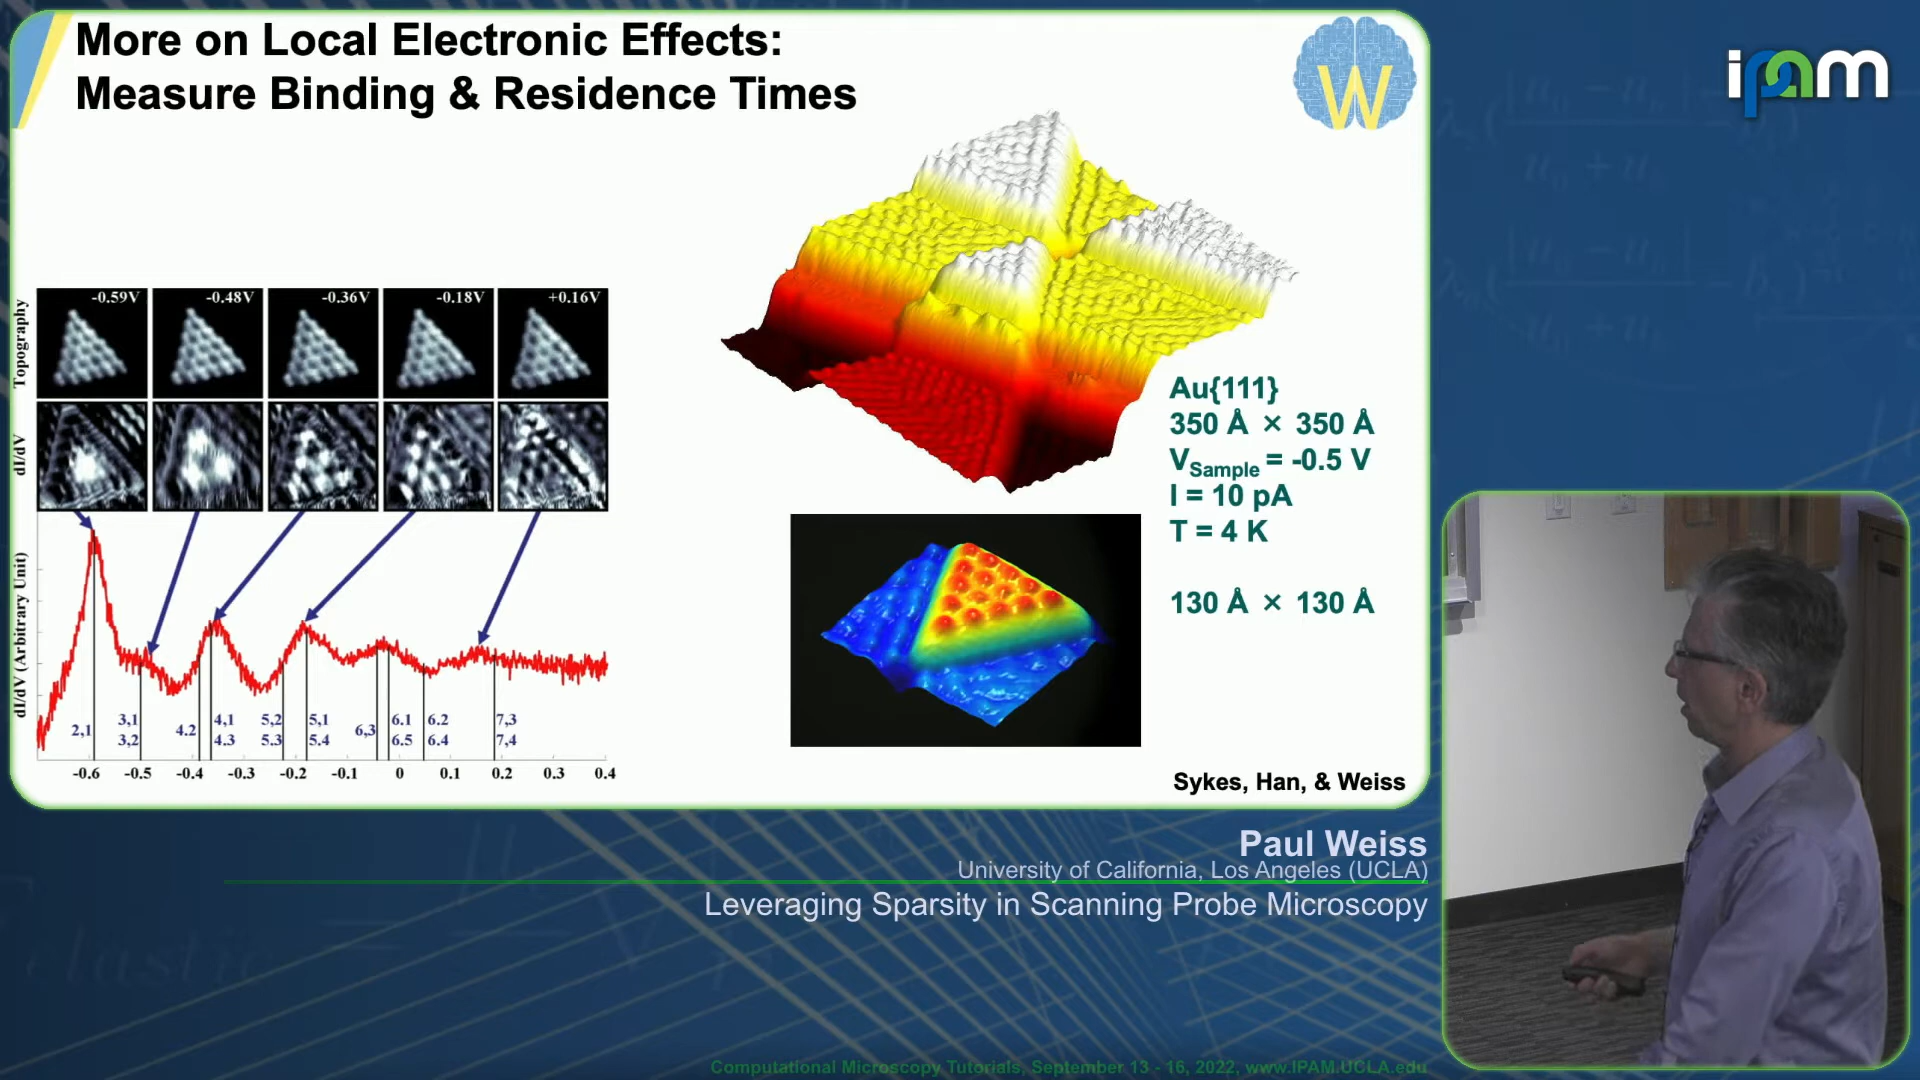 More on Local Electronic Effects:
Measure Binding & Residence Times
W
ipam
-0.59V
-0.48V
-0.36V
-0.18V
+0.16V
Topography
dI/dV
dI/dV (Arbitrary Unit)
2,1
3,1
3,2
4.2
4,1
4.3
5,2
5.3
5,1
5.4
6,3
6.1
6.5
6.2
6.4
7,3
7,4
-0.6 -0.5 -0.4 -0.3 -0.2 -0.1 0 0.1 0.2 0.3 0.4
Au{111}
350 Å × 350 Å
VSample = -0.5 V
I = 10 pA
T = 4 K
130 Å × 130 Å
Sykes, Han, & Weiss
Paul Weiss
University of California, Los Angeles (UCLA)
Leveraging Sparsity in Scanning Probe Microscopy
Computational Microscopy Tutorials, September 13 - 16, 2022, www.IPAM.UCLA.edu